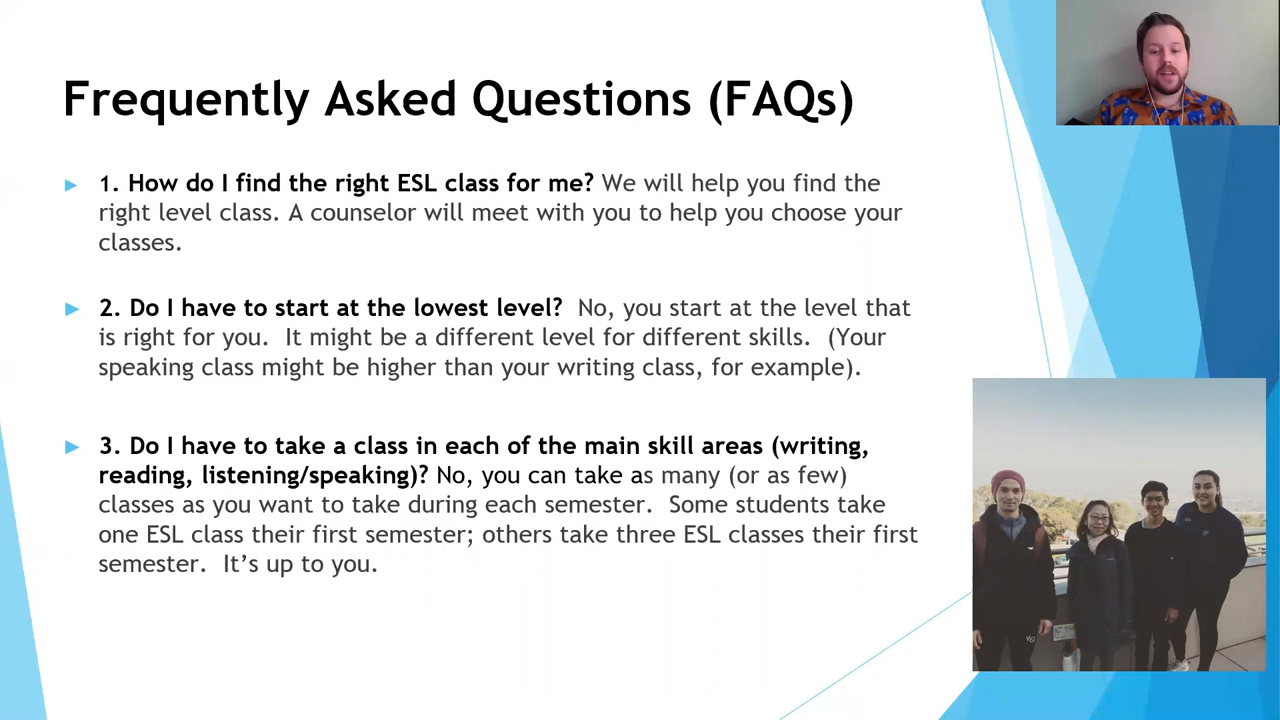 Frequently Asked Questions (FAQs)
1. How do I find the right ESL class for me? We will help you find the
right level class. A counselor will meet with you to help you choose your
classes.
2. Do I have to start at the lowest level?  No, you start at the level that
is right for you.  It might be a different level for different skills.  (Your
speaking class might be higher than your writing class, for example).
3. Do I have to take a class in each of the main skill areas (writing,
reading, listening/speaking)? No, you can take as many (or as few)
classes as you want to take during each semester.  Some students take
one ESL class their first semester; others take three ESL classes their first
semester.  It’s up to you.